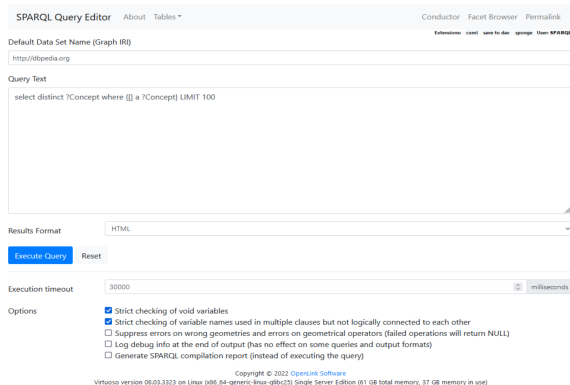 SPARQL Query Editor About Tables Conductor Facet Browser Permalink
Extensions: cxml save to dav sponge User: SPARQL
Default Data Set Name (Graph IRI)
http://dbpedia.org
Query Text
select distinct ?Concept where {[] a ?Concept} LIMIT 100
Results Format HTML
Execute Query Reset
Execution timeout 30000 milliseconds
Options Strict checking of void variables
Strict checking of variable names used in multiple clauses but not logically connected to each other
Suppress errors on wrong geometries and errors on geometrical operators (failed operations will return NULL)
Log debug info at the end of output (has no effect on some queries and output formats)
Generate SPARQL compilation report (instead of executing the query)
Copyright © 2022 OpenLink Software
Virtuoso version 08.03.3323 on Linux (x86_64-generic-linux-glibc25) Single Server Edition (61 GB total memory, 37 GB memory in use)